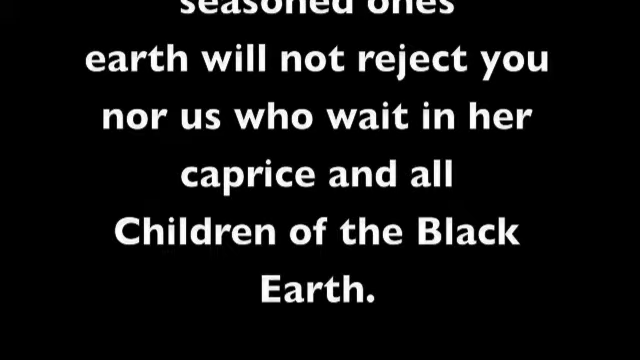 seasoned ones
earth will not reject you
nor us who wait in her
caprice and all
Children of the Black
Earth.